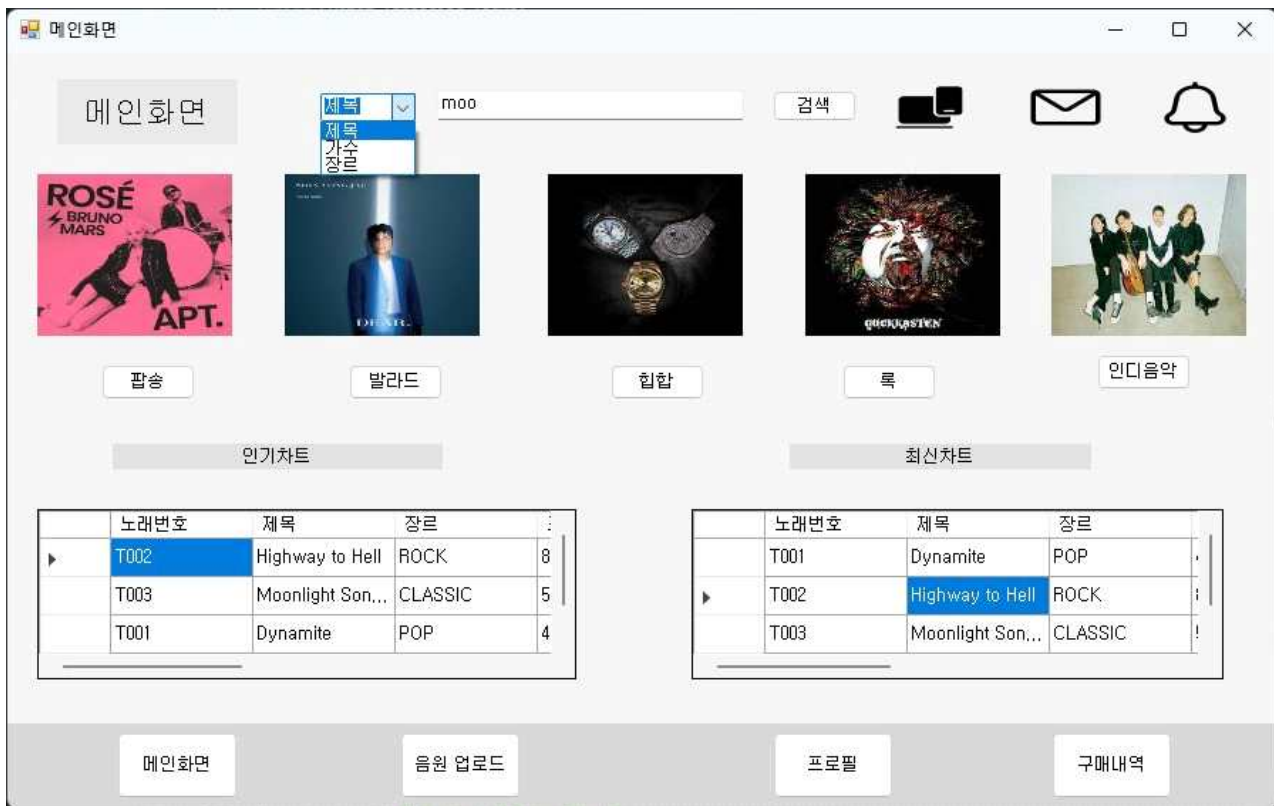 메인화면
메인화면
제목
moo
검색
제목
가수
장르
ROSÉ
BRUNO
MARS
APT.
DEAR.
GUCKKASTEN
팝송
발라드
힙합
록
인디음악
인기차트
최신차트
노래번호 제목 장르
T002 Highway to Hell ROCK 8
T003 Moonlight Son... CLASSIC 5
T001 Dynamite POP 4
노래번호 제목 장르
T001 Dynamite POP
T002 Highway to Hell ROCK
T003 Moonlight Son... CLASSIC
메인화면
음원 업로드
프로필
구매내역